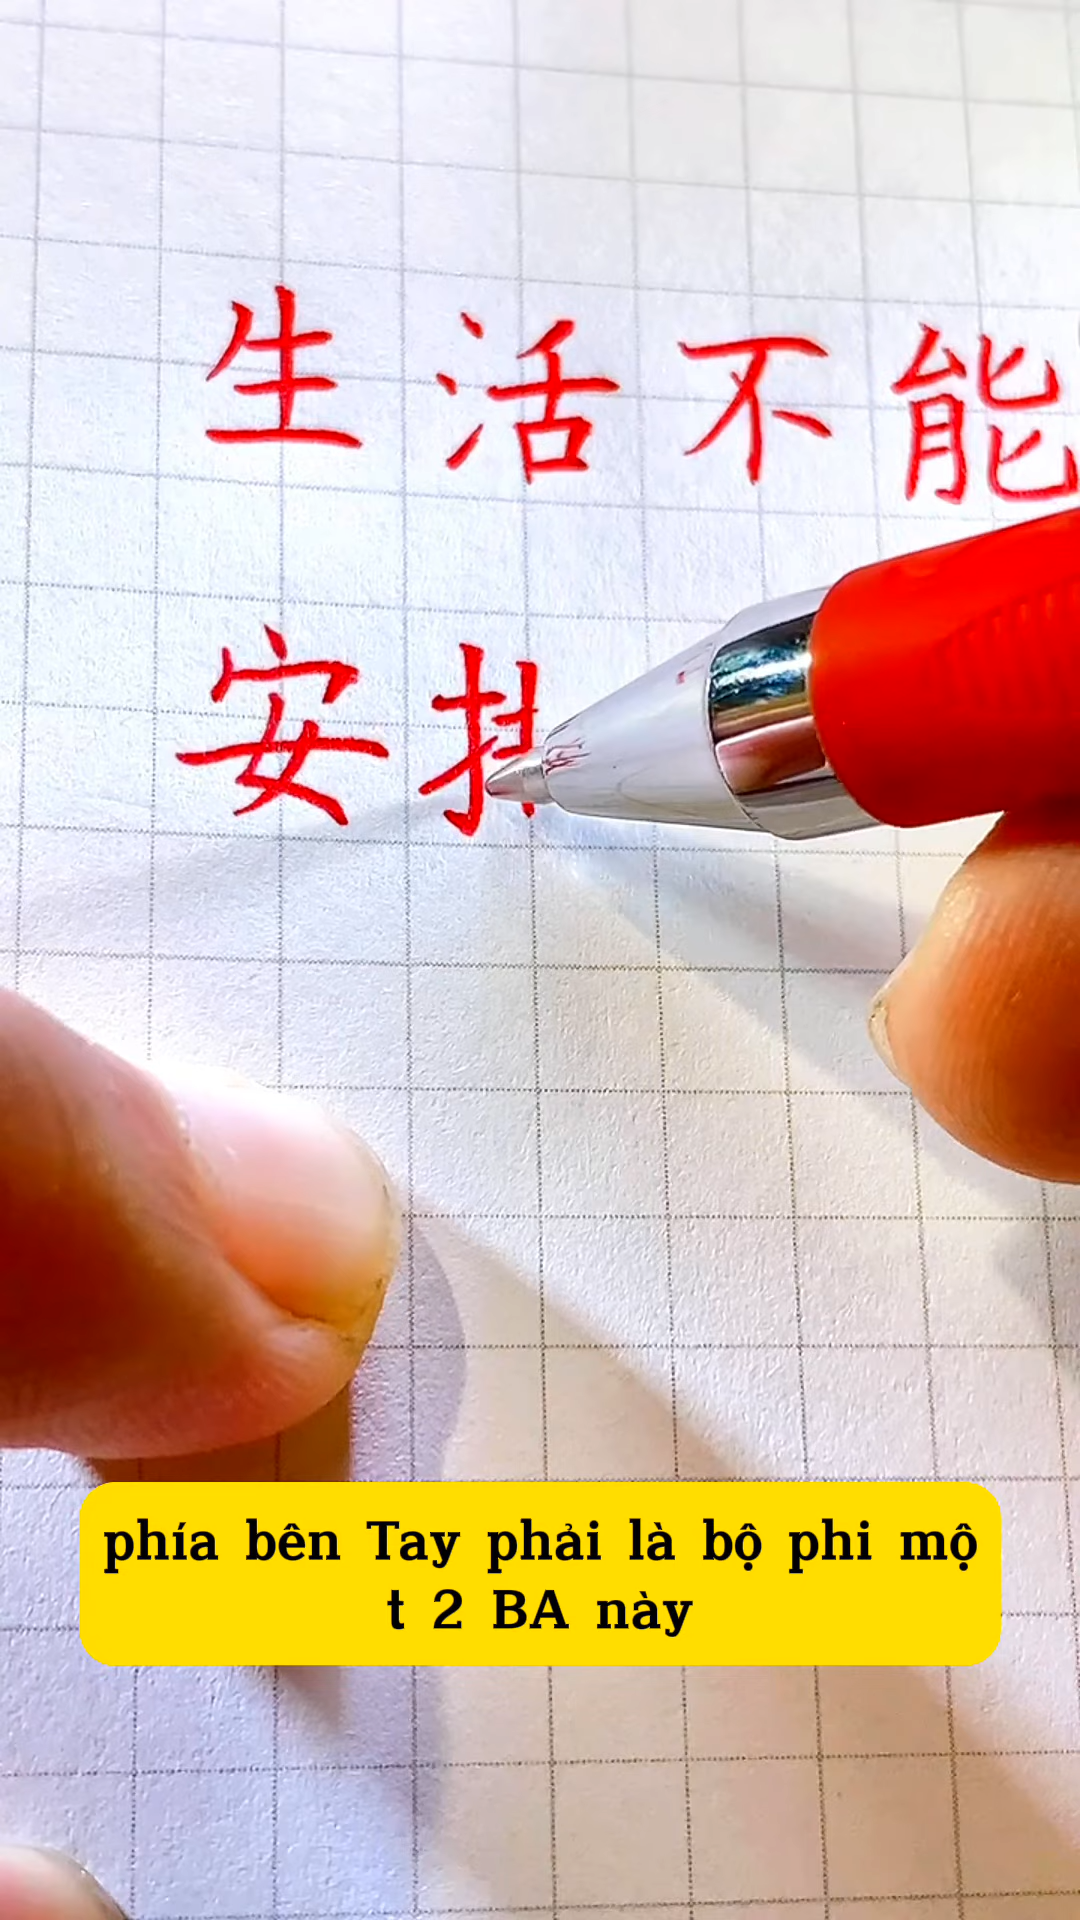 生活不能
安
phía bên Tay phải là bộ phi mộ
t 2 BA này